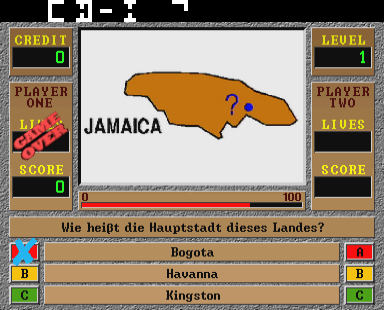 CREDIT
0
LEVEL
1
PLAYER
ONE
GAME
OVER
SCORE
0
?
JAMAICA
PLAYER
TWO
LIVES
SCORE
0
100
Wie heißt die Hauptstadt dieses Landes?
Bogota
A
B
Havanna
B
C
Kingston
C